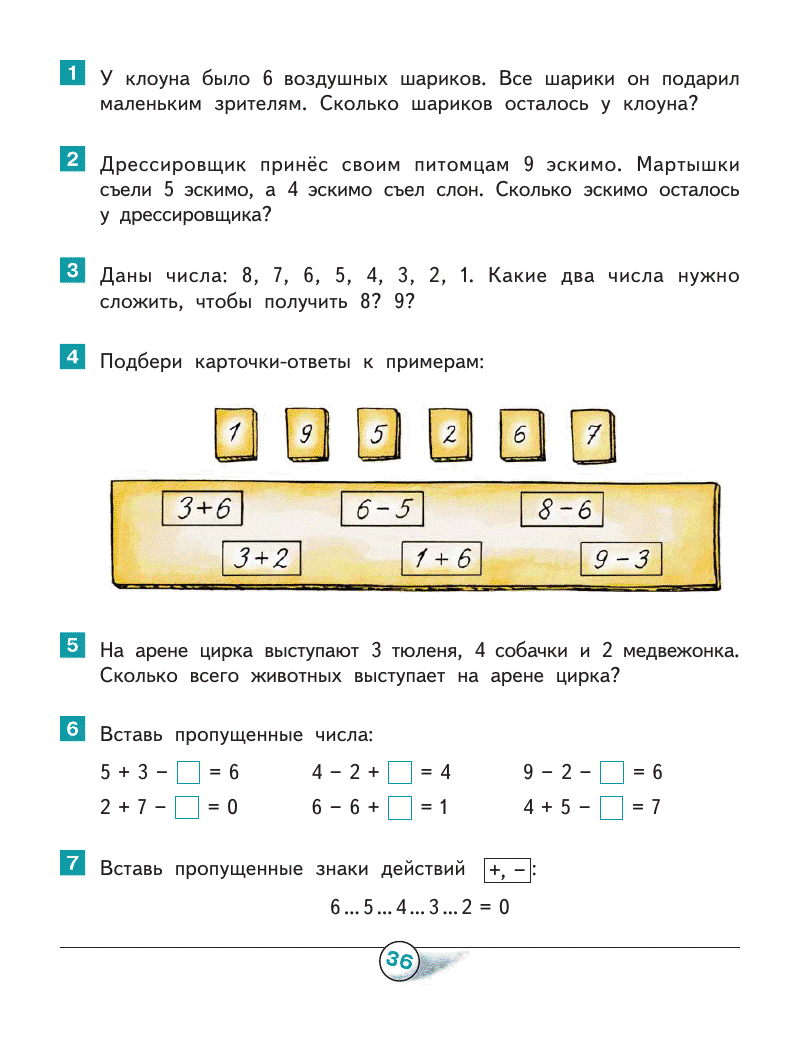 1 У клоуна было 6 воздушных шариков. Все шарики он подарил
маленьким зрителям. Сколько шариков осталось у клоуна?
2 Дрессировщик принёс своим питомцам 9 эскимо. Мартышки
съели 5 эскимо, а 4 эскимо съел слон. Сколько эскимо осталось
у дрессировщика?
3 Даны числа: 8, 7, 6, 5, 4, 3, 2, 1. Какие два числа нужно
сложить, чтобы получить 8? 9?
4 Подбери карточки-ответы к примерам:
1 9 5 2 6 7
3+6 6-5 8-6
3+2 1+6 9-3
5 На арене цирка выступают 3 тюленя, 4 собачки и 2 медвежонка.
Сколько всего животных выступает на арене цирка?
6 Вставь пропущенные числа:
5 + 3 – □ = 6 4 – 2 + □ = 4 9 – 2 – □ = 6
2 + 7 – □ = 0 6 – 6 + □ = 1 4 + 5 – □ = 7
7 Вставь пропущенные знаки действий +, – :
6 ... 5 ... 4 ... 3 ... 2 = 0
36